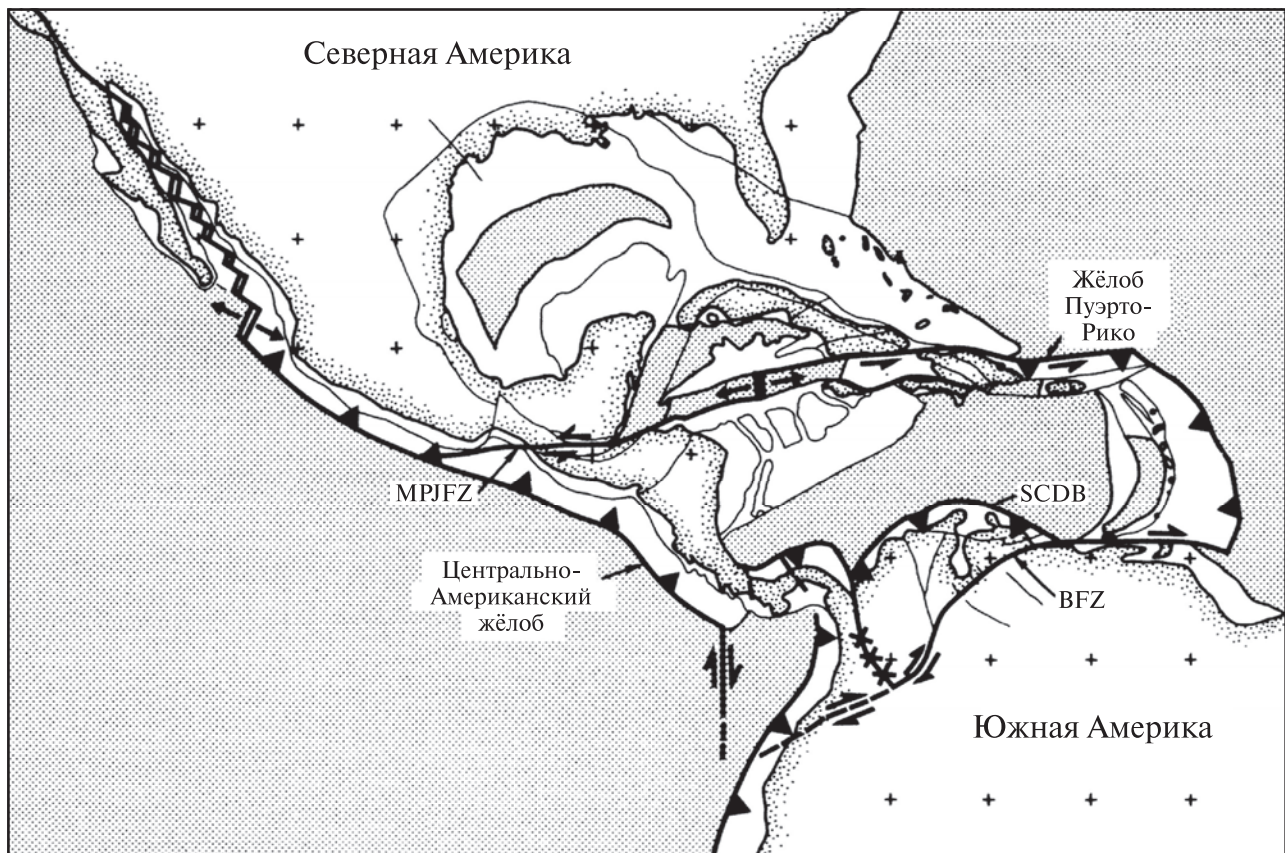 Северная Америка
Жёлоб
Пуэрто-
Рико
MPJFZ
SCDB
Центрально-
Американский
жёлоб
BFZ
Южная Америка